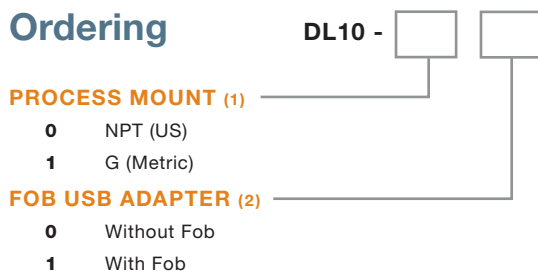 Ordering DL10 -
PROCESS MOUNT (1)
0 NPT (US)
1 G (Metric)
FOB USB ADAPTER (2)
0 Without Fob
1 With Fob